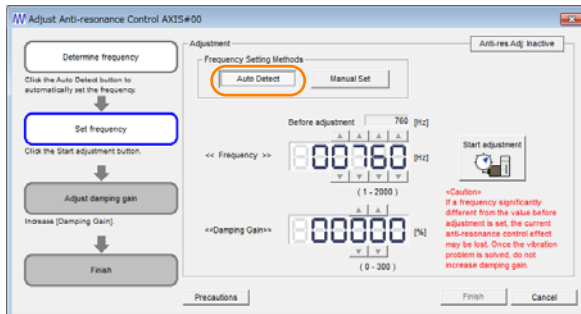 Adjust Anti-resonance Control AXIS#00
Determine frequency
Click the Auto Detect button to
automatically set the frequency.
Set frequency
Click the Start adjustment button.
Adjust damping gain
Increase [Damping Gain].
Finish
Adjustment
Anti-res Adj: Inactive
Frequency Setting Methods
Auto Detect
Manual Set
Before adjustment 760 [Hz]
<< Frequency >> 00760 [Hz]
(1 - 2000)
<<Damping Gain>> 00000 [%]
(0 - 300)
Start adjustment
<Caution>
If a frequency significantly
different from the value before
adjustment is set, the current
anti-resonance control effect
may be lost. Once the vibration
problem is solved, do not
increase damping gain.
Precautions
Finish
Cancel